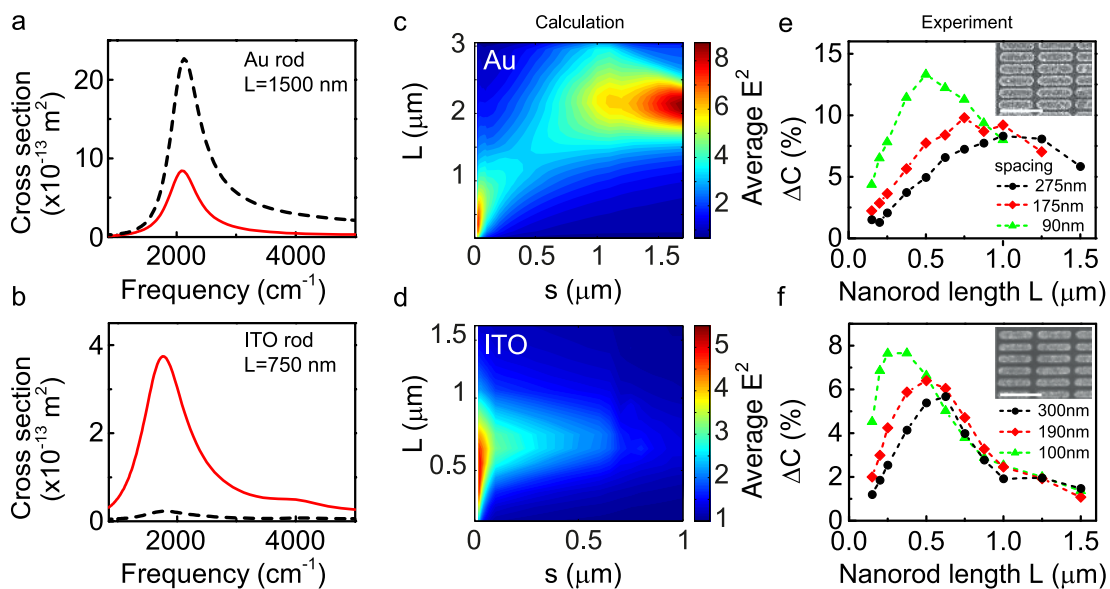 a
Au rod
L=1500 nm
Cross section
(x10⁻¹³ m²)
20
10
0
2000
4000
Frequency (cm⁻¹)
b
ITO rod
L=750 nm
Cross section
(x10⁻¹³ m²)
4
2
0
2000
4000
Frequency (cm⁻¹)
Calculation
c
Au
L (μm)
3
2
1
0
0
0.5
1
1.5
s (μm)
Average E²
8
7
6
5
4
3
2
1
d
ITO
L (μm)
1.5
1
0.5
0
0.5
1
s (μm)
Average E²
5
4
3
2
1
Experiment
e
ΔC (%)
15
10
5
0
spacing
275nm
175nm
90nm
0.0
0.5
1.0
1.5
Nanorod length L (μm)
f
ΔC (%)
8
6
4
2
0
300nm
190nm
100nm
0.0
0.5
1.0
1.5
Nanorod length L (μm)